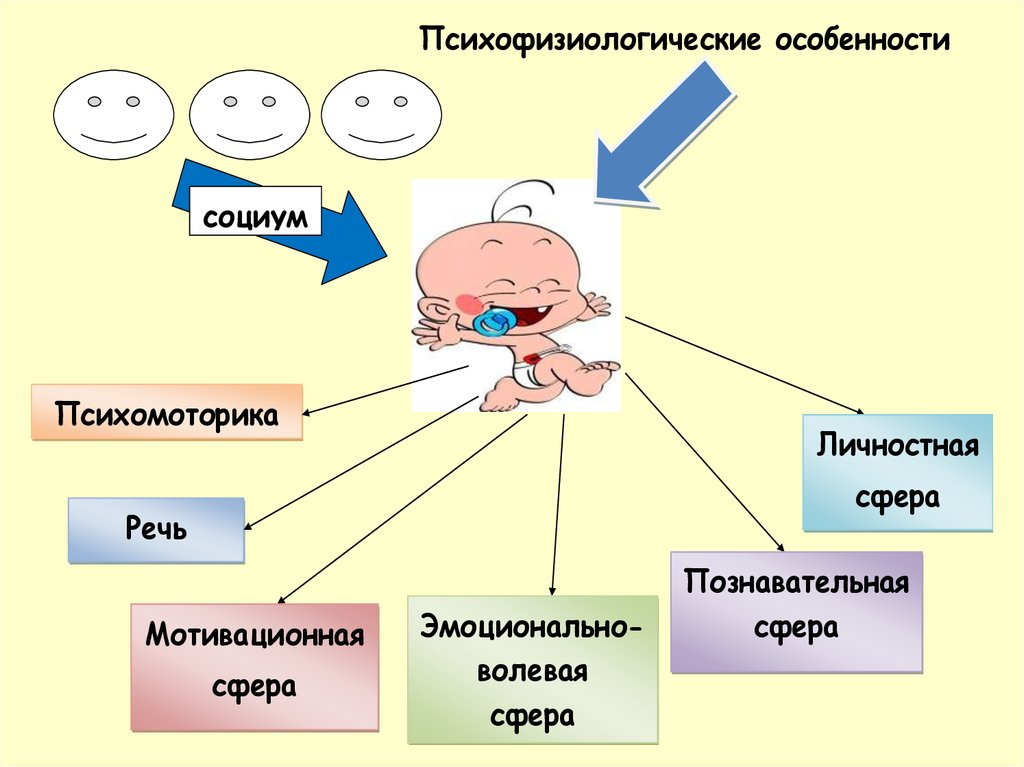 Психофизиологические особенности
социум
Психомоторика
Личностная
сфера
Речь
Познавательная
сфера
Мотивационная
сфера
Эмоционально-
волевая
сфера